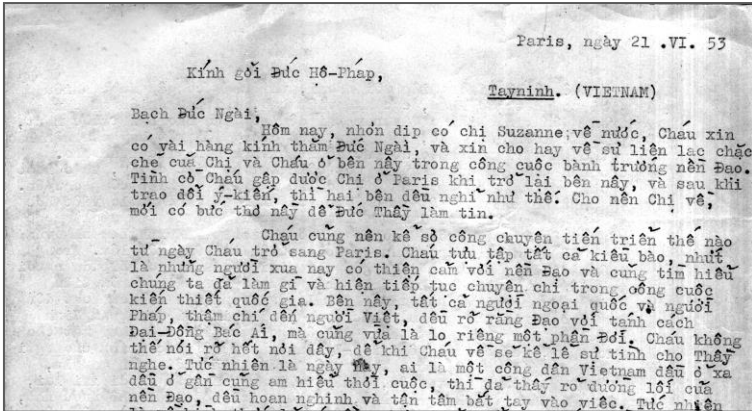 Paris, ngày 21 .VI. 53
Kính gởi Đức Hộ-Pháp,
Tayninh. (VIETNAM)
Bạch Đức Ngài,
Hôm nay, nhơn dịp có chị Suzanne về nước, Cháu xin
có vài hàng kính thăm Đức Ngài, và xin cho hay về sự liên lạc chặc
chẽ của Chị và Cháu ở bên nầy trong công cuộc bành trướng nền Đạo.
Tình cờ Cháu gặp được Chị ở Paris khi trở lại bên nầy, và sau khi
trao đổi ý-kiến, thì hai bên đều nghĩ như thế. Cho nên Chị về,
mới có bức thơ nầy để Đức Thầy làm tin.
Cháu cũng nên kể sơ công chuyện tiến triển thế nào
từ ngày Cháu trở sang Paris. Cháu tựu tập tất cả kiều bào, nhứt
là những người xưa nay có thiện cảm với nền Đạo và cùng tìm hiểu
chúng ta đã làm gì và hiện tiếp tục chuyện chi trong công cuộc
kiến thiết quốc gia. Bên nầy, tất cả người ngoại quốc và người
Pháp, thậm chí đến người Việt, đều rõ rằng Đạo với tánh cách
Đại-Đồng Bác Ái, mà cũng vừa là lo riêng một phần Đời. Cháu không
thể nói rõ hết nơi đây, để khi Cháu về sẽ kể lể sự tình cho Thầy
nghe. Tức nhiên là ngày nầy, ai là một công dân Vietnam dầu ở xa
dầu ở gần cũng am hiểu thời cuộc, thì đã thấy rõ đường lối của
nền Đạo, đều hoan nghinh và tận tâm bắt tay vào việc. Tức nhiên